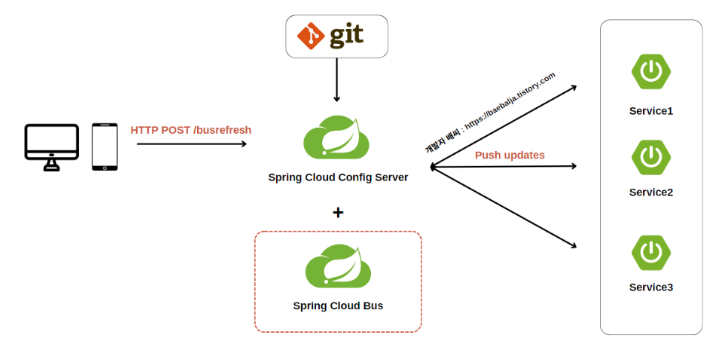 git
HTTP POST /busrefresh
Spring Cloud Config Server
+
Spring Cloud Bus
개발자 배찌 : https://baebalja.tistory.com
Push updates
Service1
Service2
Service3